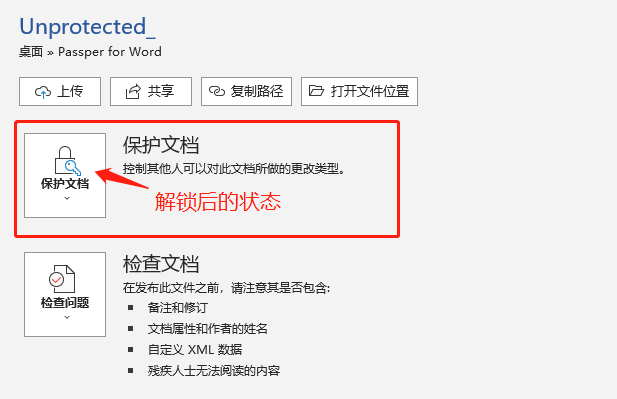 Unprotected_
桌面 » Passper for Word
上传 共享 复制路径 打开文件位置
保护文档
控制其他人可以对此文档所做的更改类型。
保护文档
解锁后的状态
检查文档
在发布此文件之前，请注意其是否包含:
检查问题
备注和修订
文档属性和作者的姓名
自定义 XML 数据
残疾人士无法阅读的内容